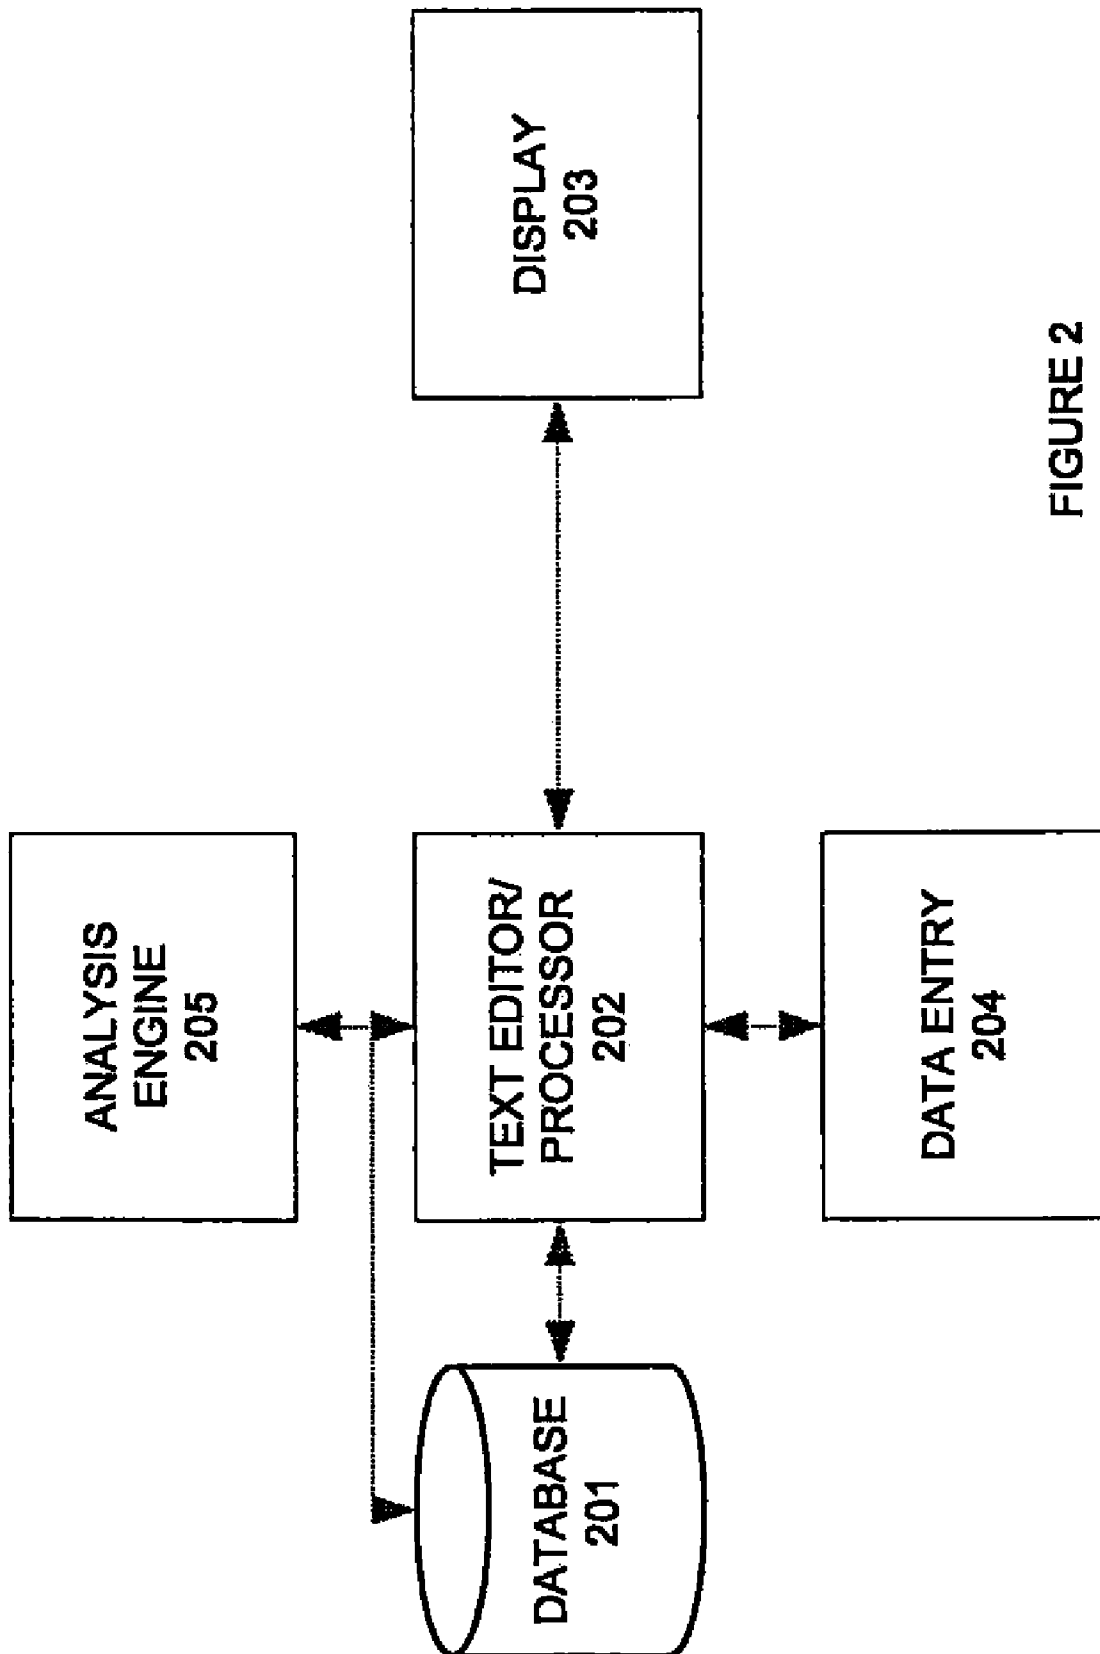 ANALYSIS
ENGINE
205
DATABASE
201
TEXT EDITOR/
PROCESSOR
202
DISPLAY
203
DATA ENTRY
204
FIGURE 2